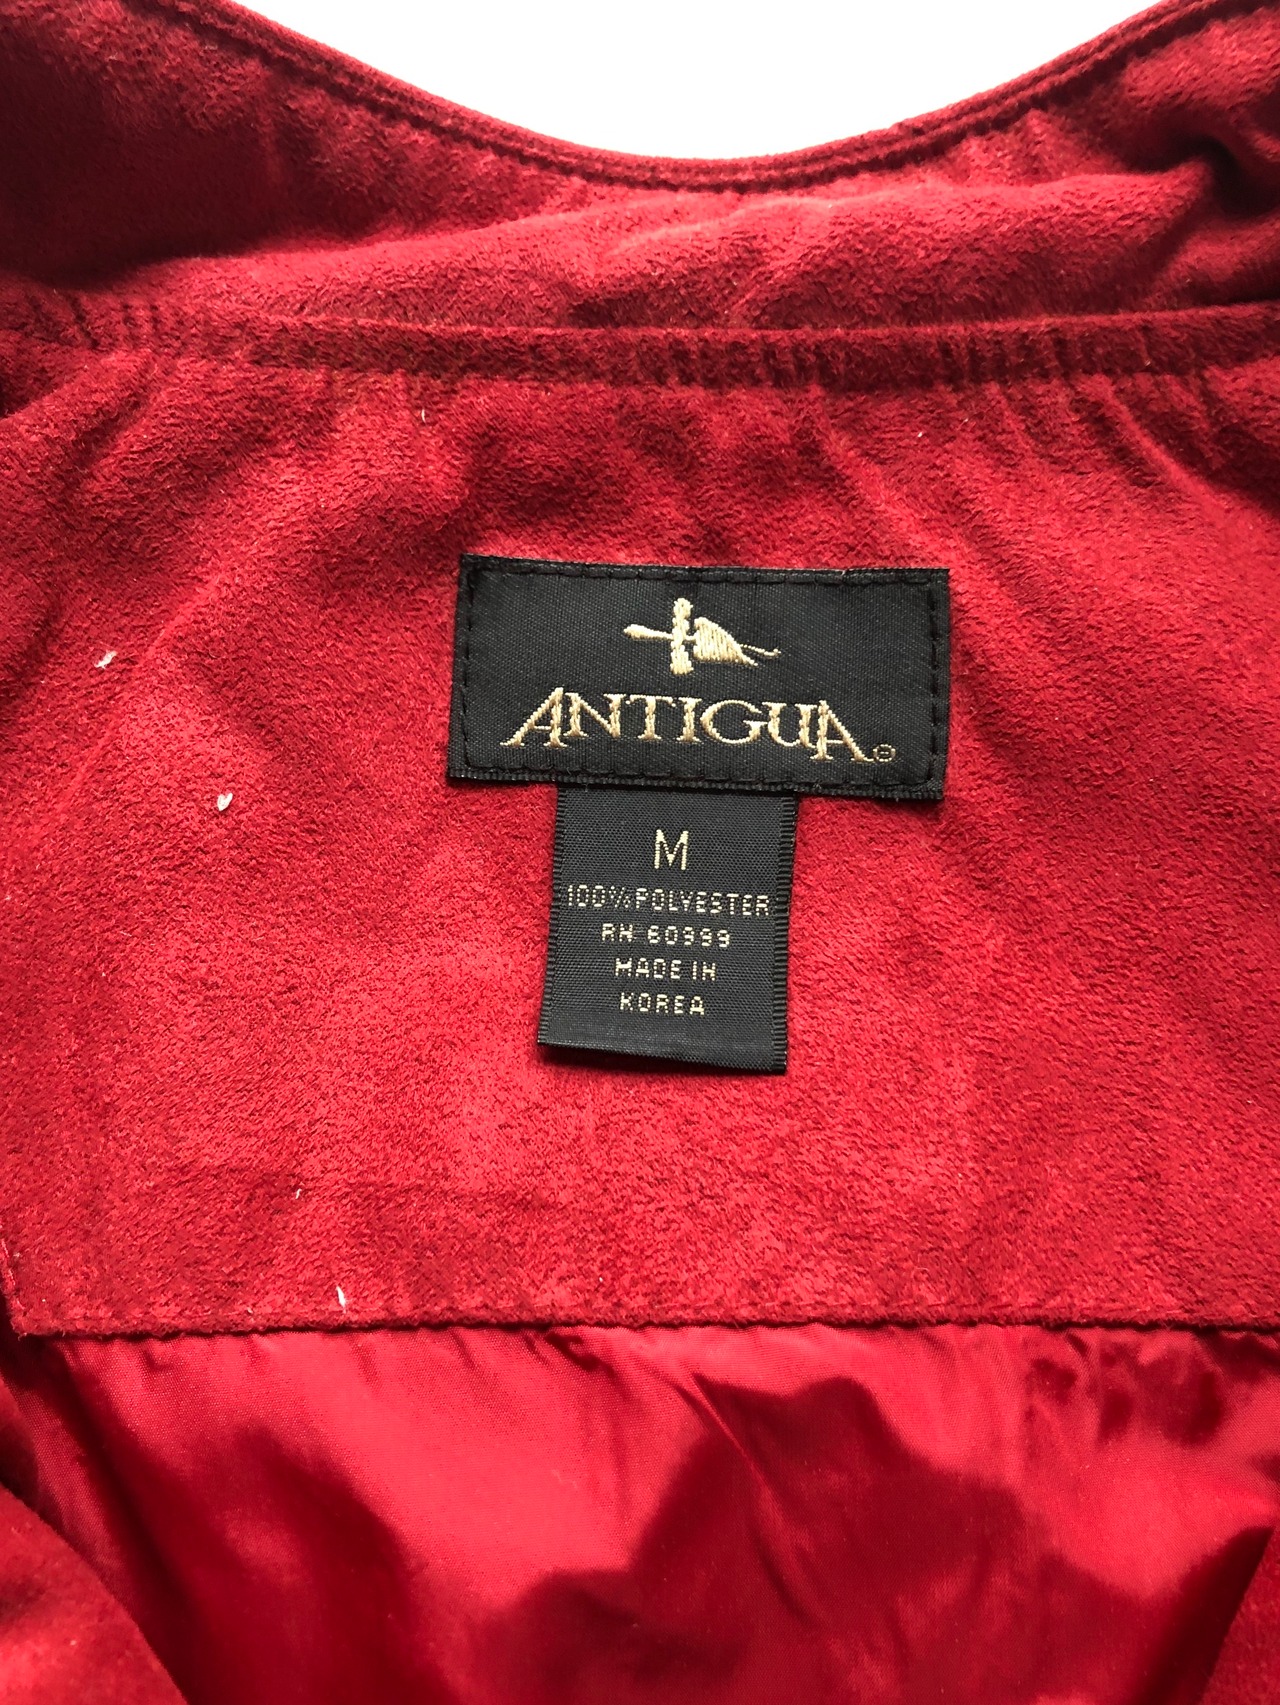 ANTIGUA®
M
100% POLYESTER
RN 60999
MADE IN
KOREA